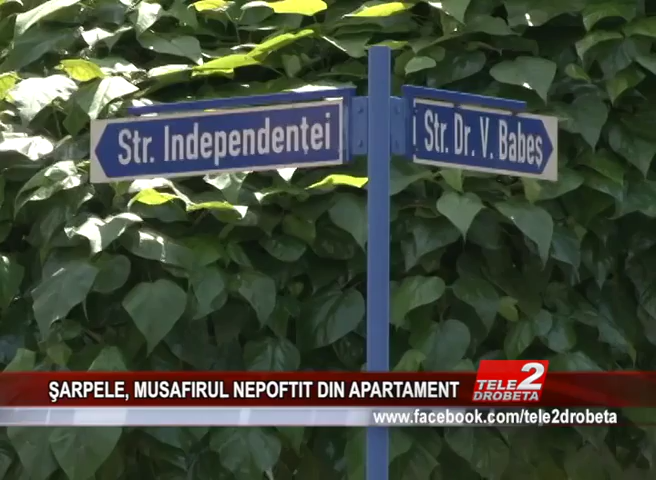 Str. Independenței
Str. Dr. V. Babeș
ŞARPELE, MUSAFIRUL NEPOFTIT DIN APARTAMENT
TELE 2
DROBETA
www.facebook.com/tele2drobeta